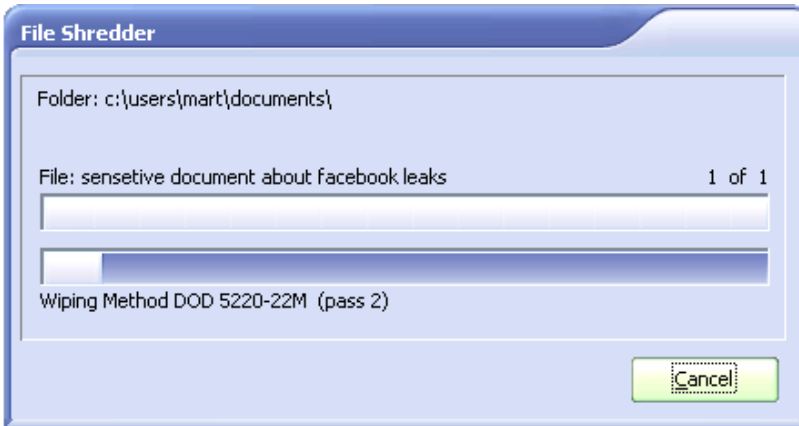 File Shredder
Folder: c:\users\mart\documents\
File: sensetive document about facebook leaks 1 of 1
Wiping Method DOD 5220-22M (pass 2)
Cancel